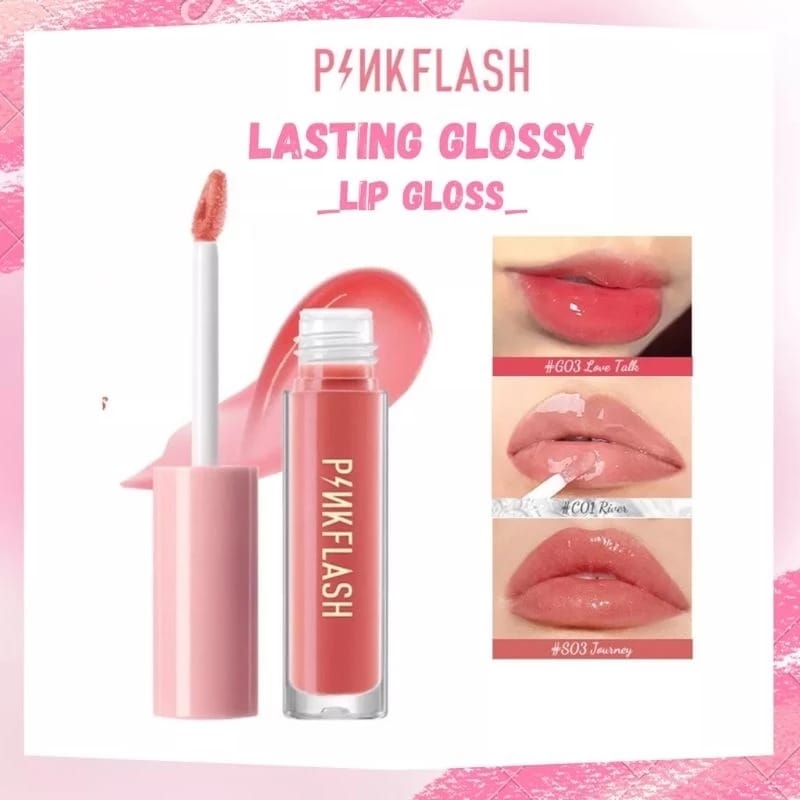 PINKFLASH
LASTING GLOSSY
_LIP GLOSS_
PINKFLASH
#G03 Love Talk
#C01 River
#S03 Journey